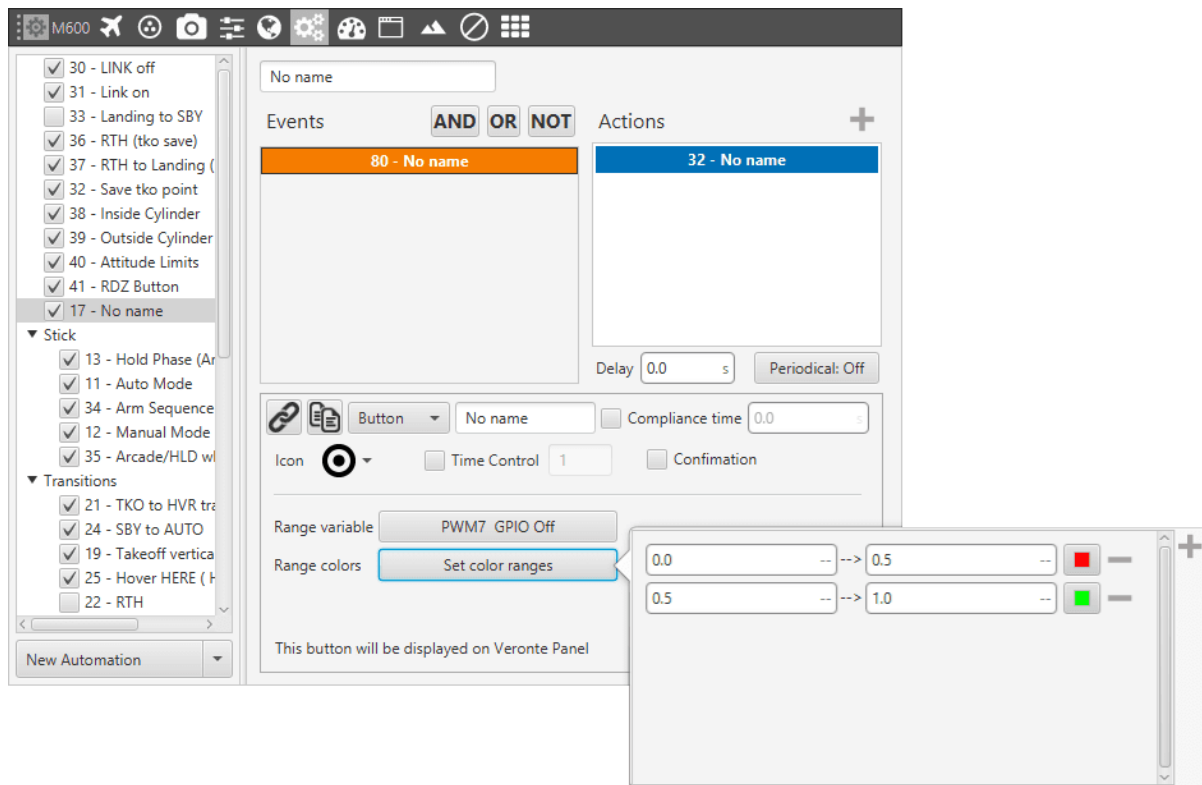 M600
30 - LINK off
31 - Link on
33 - Landing to SBY
36 - RTH (tko save)
37 - RTH to Landing (
32 - Save tko point
38 - Inside Cylinder
39 - Outside Cylinder
40 - Attitude Limits
41 - RDZ Button
17 - No name
Stick
13 - Hold Phase (Ar
11 - Auto Mode
34 - Arm Sequence
12 - Manual Mode
35 - Arcade/HLD wl
Transitions
21 - TKO to HVR tra
24 - SBY to AUTO
19 - Takeoff vertica
25 - Hover HERE ( H
22 - RTH
New Automation
No name
Events AND OR NOT Actions
80 - No name
32 - No name
Delay 0.0 s Periodical: Off
Button No name Compliance time 0.0 s
Icon Time Control 1 Confimation
Range variable PWM7 GPIO Off
Range colors Set color ranges
0.0 -- --> 0.5 --
0.5 -- --> 1.0 --
This button will be displayed on Veronte Panel